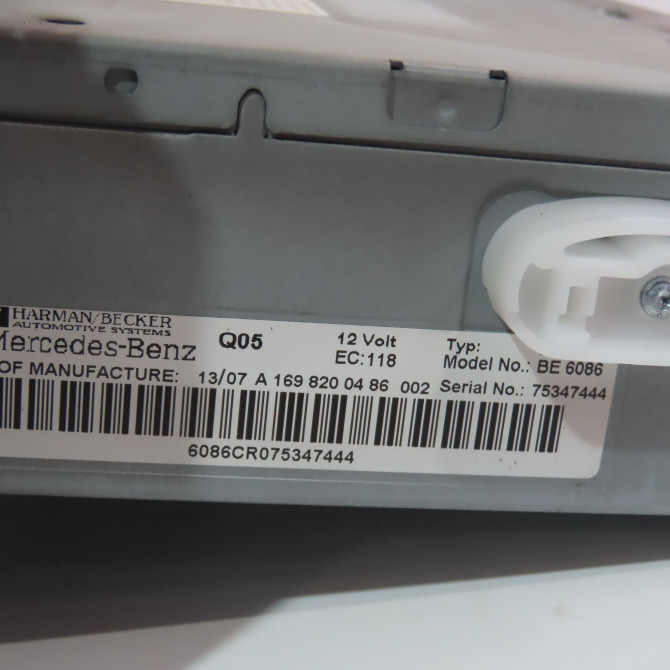 HARMAN/BECKER
AUTOMOTIVE SYSTEMS
Mercedes-Benz Q05 12 Volt Typ:
EC:118 Model No.: BE 6086
OF MANUFACTURE: 13/07 A 169 820 04 86 002 Serial No.: 75347444
6086CR075347444